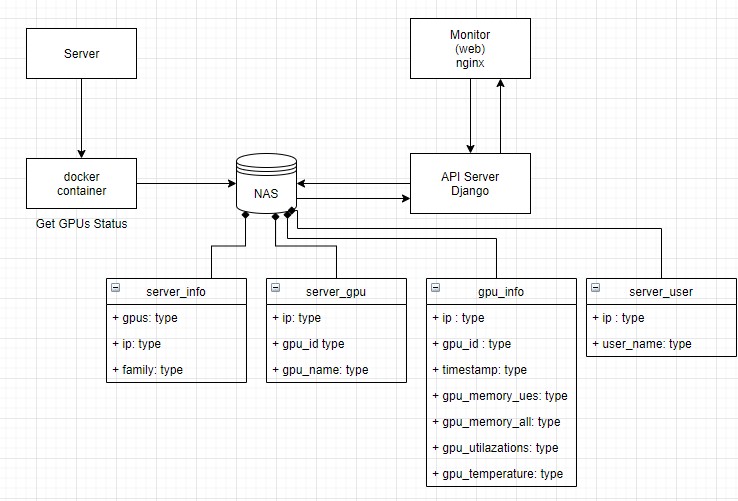 Server
Monitor
(web)
nginx
docker
container
Get GPUs Status
NAS
API Server
Django
server_info
+ gpus: type
+ ip: type
+ family: type
server_gpu
+ ip: type
+ gpu_id type
+ gpu_name: type
gpu_info
+ ip : type
+ gpu_id : type
+ timestamp: type
+ gpu_memory_ues: type
+ gpu_memory_all: type
+ gpu_utilazations: type
+ gpu_temperature: type
server_user
+ ip : type
+ user_name: type